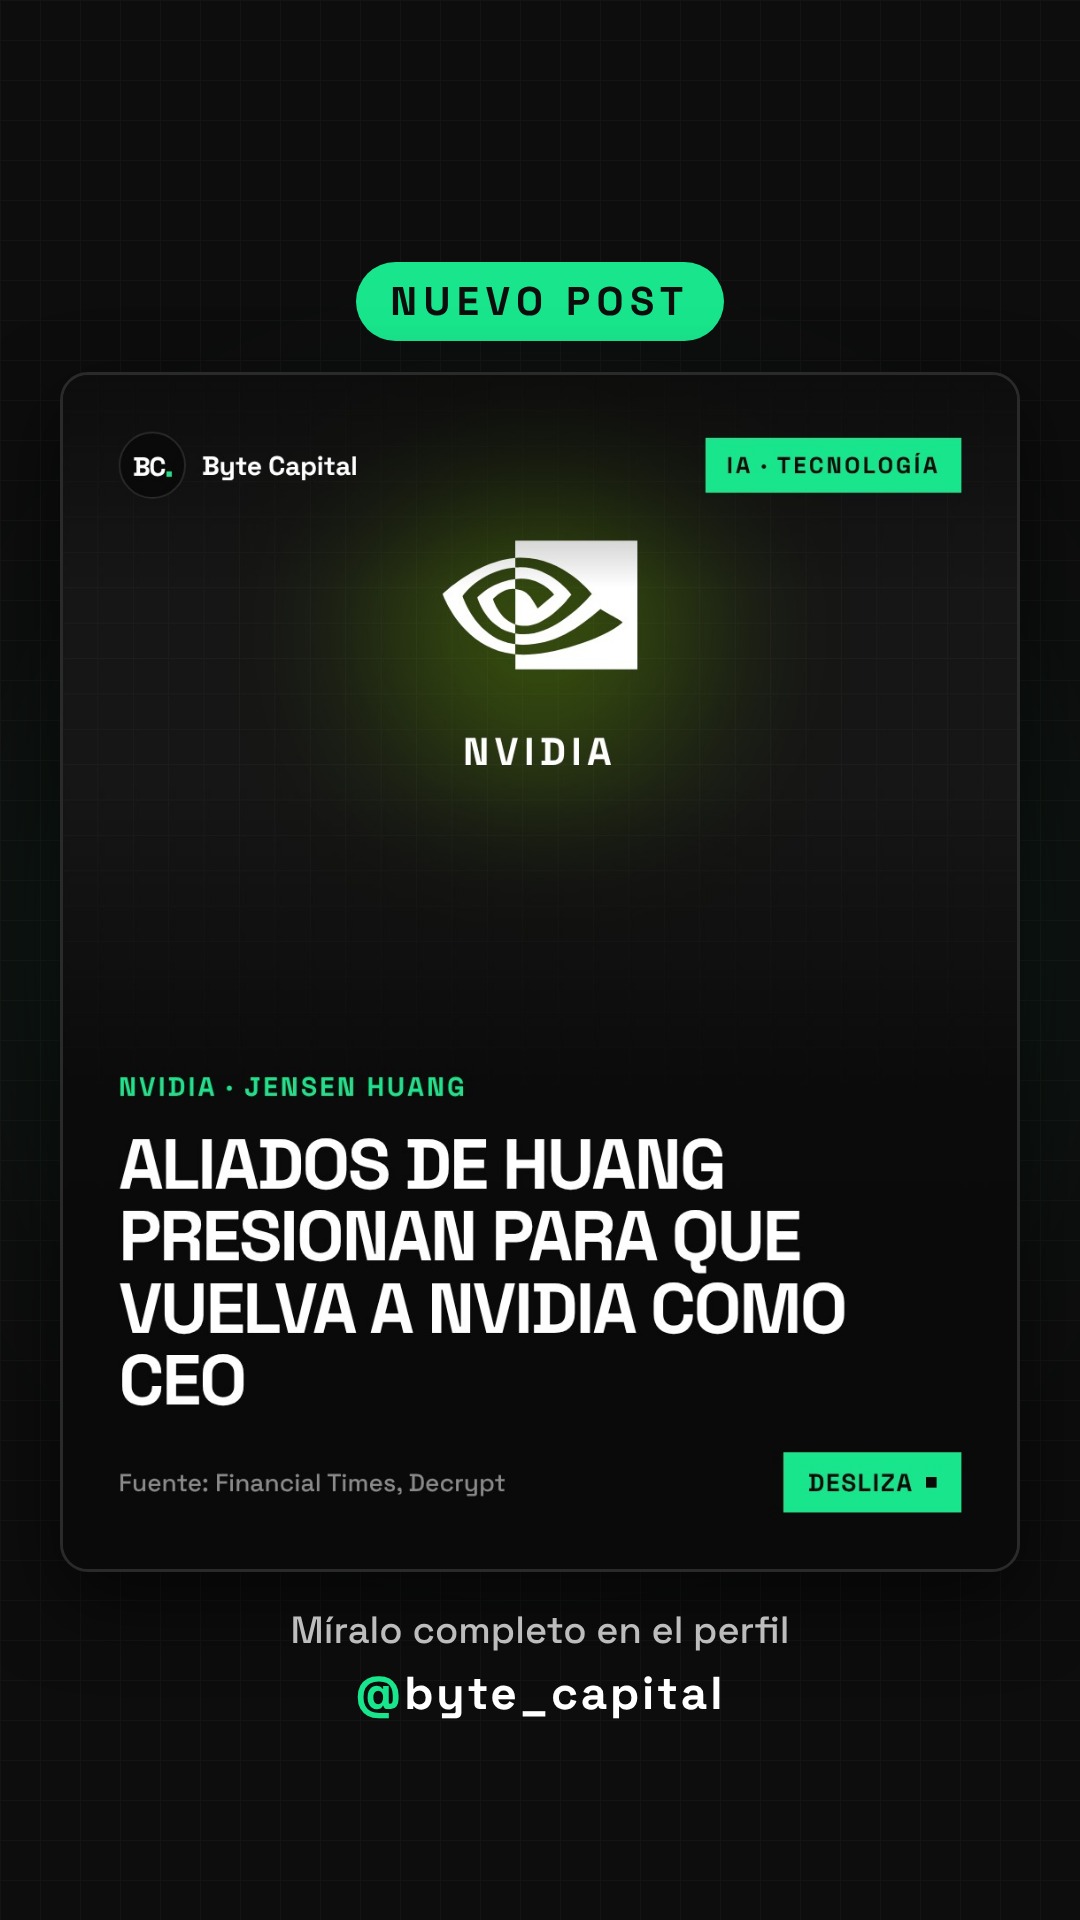 NUEVO POST
BC.
Byte Capital
IA · TECNOLOGÍA
NVIDIA
NVIDIA · JENSEN HUANG
ALIADOS DE HUANG
PRESIONAN PARA QUE
VUELVA A NVIDIA COMO
CEO
Fuente: Financial Times, Decrypt
DESLIZA
Míralo completo en el perfil
@byte_capital